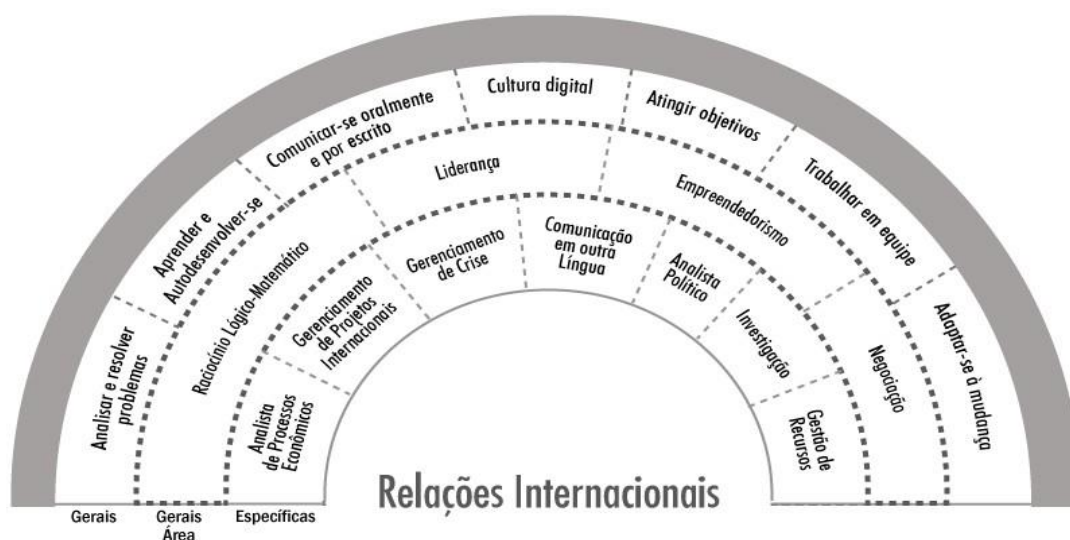 Analisar e resolver
problemas
Aprender e
Autodesenvolver-se
Comunicar-se oralmente
e por escrito
Cultura digital
Atingir objetivos
Trabalhar em equipe
Adaptar-se à mudança
Raciocínio Lógico-Matemático
Liderança
Empreendedorismo
Negociação
Analista
de Processos
Econômicos
Gerenciamento
de Projetos
Internacionais
Gerenciamento
de Crise
Comunicação
em outra
Língua
Analista
Político
Investigação
Gestão de
Recursos
Relações Internacionais
Gerais
Gerais
Área
Específicas